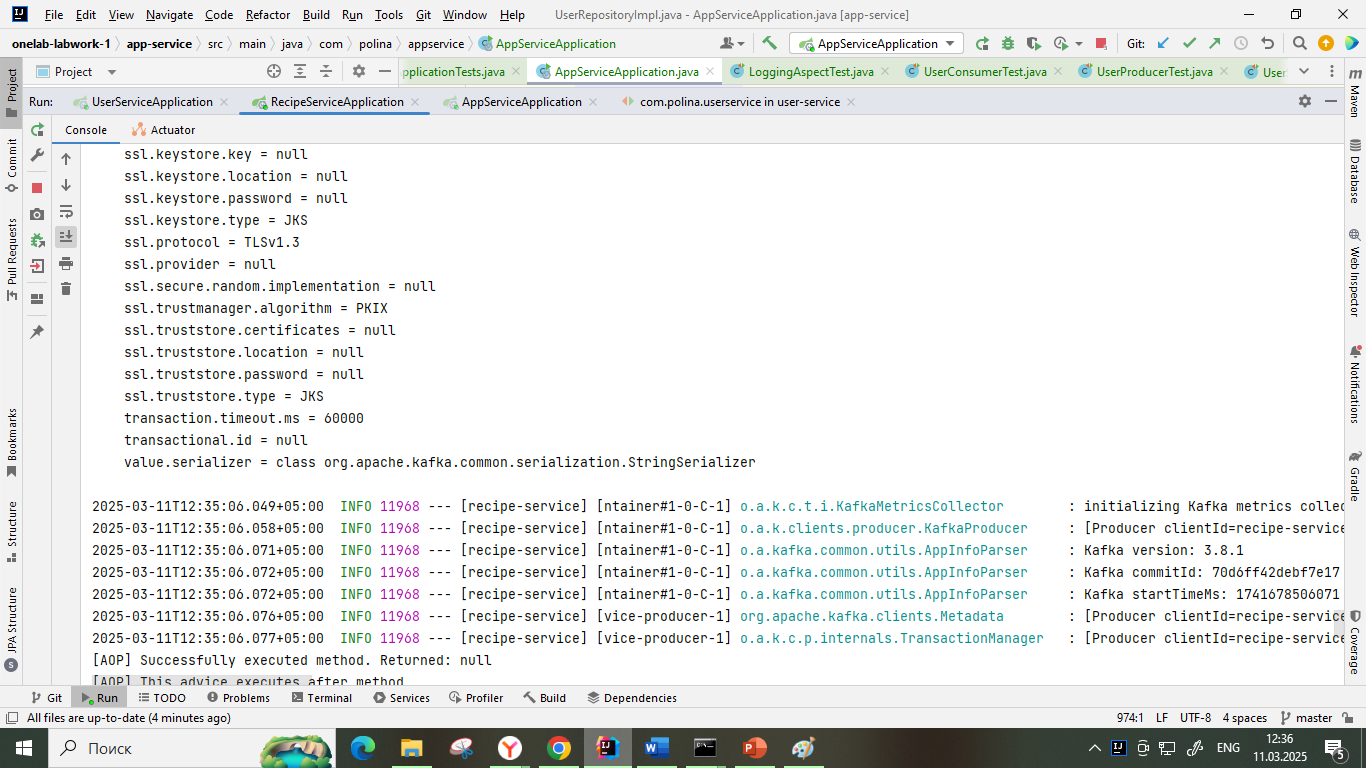 File Edit View Navigate Code Refactor Build Run Tools Git Window Help UserRepositoryImpl.java - AppServiceApplication.java [app-service]
onelab-labwork-1 app-service src main java com polina appservice AppServiceApplication AppServiceApplication Git:
Project pplicationTests.java AppServiceApplication.java LoggingAspectTest.java UserConsumerTest.java UserProducerTest.java User
Run: UserServiceApplication RecipeServiceApplication AppServiceApplication com.polina.userservice in user-service
Console Actuator
ssl.keystore.key = null
ssl.keystore.location = null
ssl.keystore.password = null
ssl.keystore.type = JKS
ssl.protocol = TLSv1.3
ssl.provider = null
ssl.secure.random.implementation = null
ssl.trustmanager.algorithm = PKIX
ssl.truststore.certificates = null
ssl.truststore.location = null
ssl.truststore.password = null
ssl.truststore.type = JKS
transaction.timeout.ms = 60000
transactional.id = null
value.serializer = class org.apache.kafka.common.serialization.StringSerializer
2025-03-11T12:35:06.049+05:00 INFO 11968 --- [recipe-service] [ntainer#1-0-C-1] o.a.k.c.t.i.KafkaMetricsCollector : initializing Kafka metrics collec
2025-03-11T12:35:06.058+05:00 INFO 11968 --- [recipe-service] [ntainer#1-0-C-1] o.a.k.clients.producer.KafkaProducer : [Producer clientId=recipe-service
2025-03-11T12:35:06.071+05:00 INFO 11968 --- [recipe-service] [ntainer#1-0-C-1] o.a.kafka.common.utils.AppInfoParser : Kafka version: 3.8.1
2025-03-11T12:35:06.072+05:00 INFO 11968 --- [recipe-service] [ntainer#1-0-C-1] o.a.kafka.common.utils.AppInfoParser : Kafka commitId: 70d6ff42debf7e17
2025-03-11T12:35:06.072+05:00 INFO 11968 --- [recipe-service] [ntainer#1-0-C-1] o.a.kafka.common.utils.AppInfoParser : Kafka startTimeMs: 1741678506071
2025-03-11T12:35:06.076+05:00 INFO 11968 --- [recipe-service] [vice-producer-1] org.apache.kafka.clients.Metadata : [Producer clientId=recipe-service
2025-03-11T12:35:06.077+05:00 INFO 11968 --- [recipe-service] [vice-producer-1] o.a.k.c.p.internals.TransactionManager : [Producer clientId=recipe-service
[AOP] Successfully executed method. Returned: null
[AOP] This advice executes after method
Project
Commit
Pull Requests
Bookmarks
Structure
JPA Structure
Maven
Database
Web Inspector
Notifications
Gradle
Coverage
Git Run TODO Problems Terminal Services Profiler Build Dependencies
All files are up-to-date (4 minutes ago) 974:1 LF UTF-8 4 spaces master
Поиск ENG 12:36
11.03.2025 5